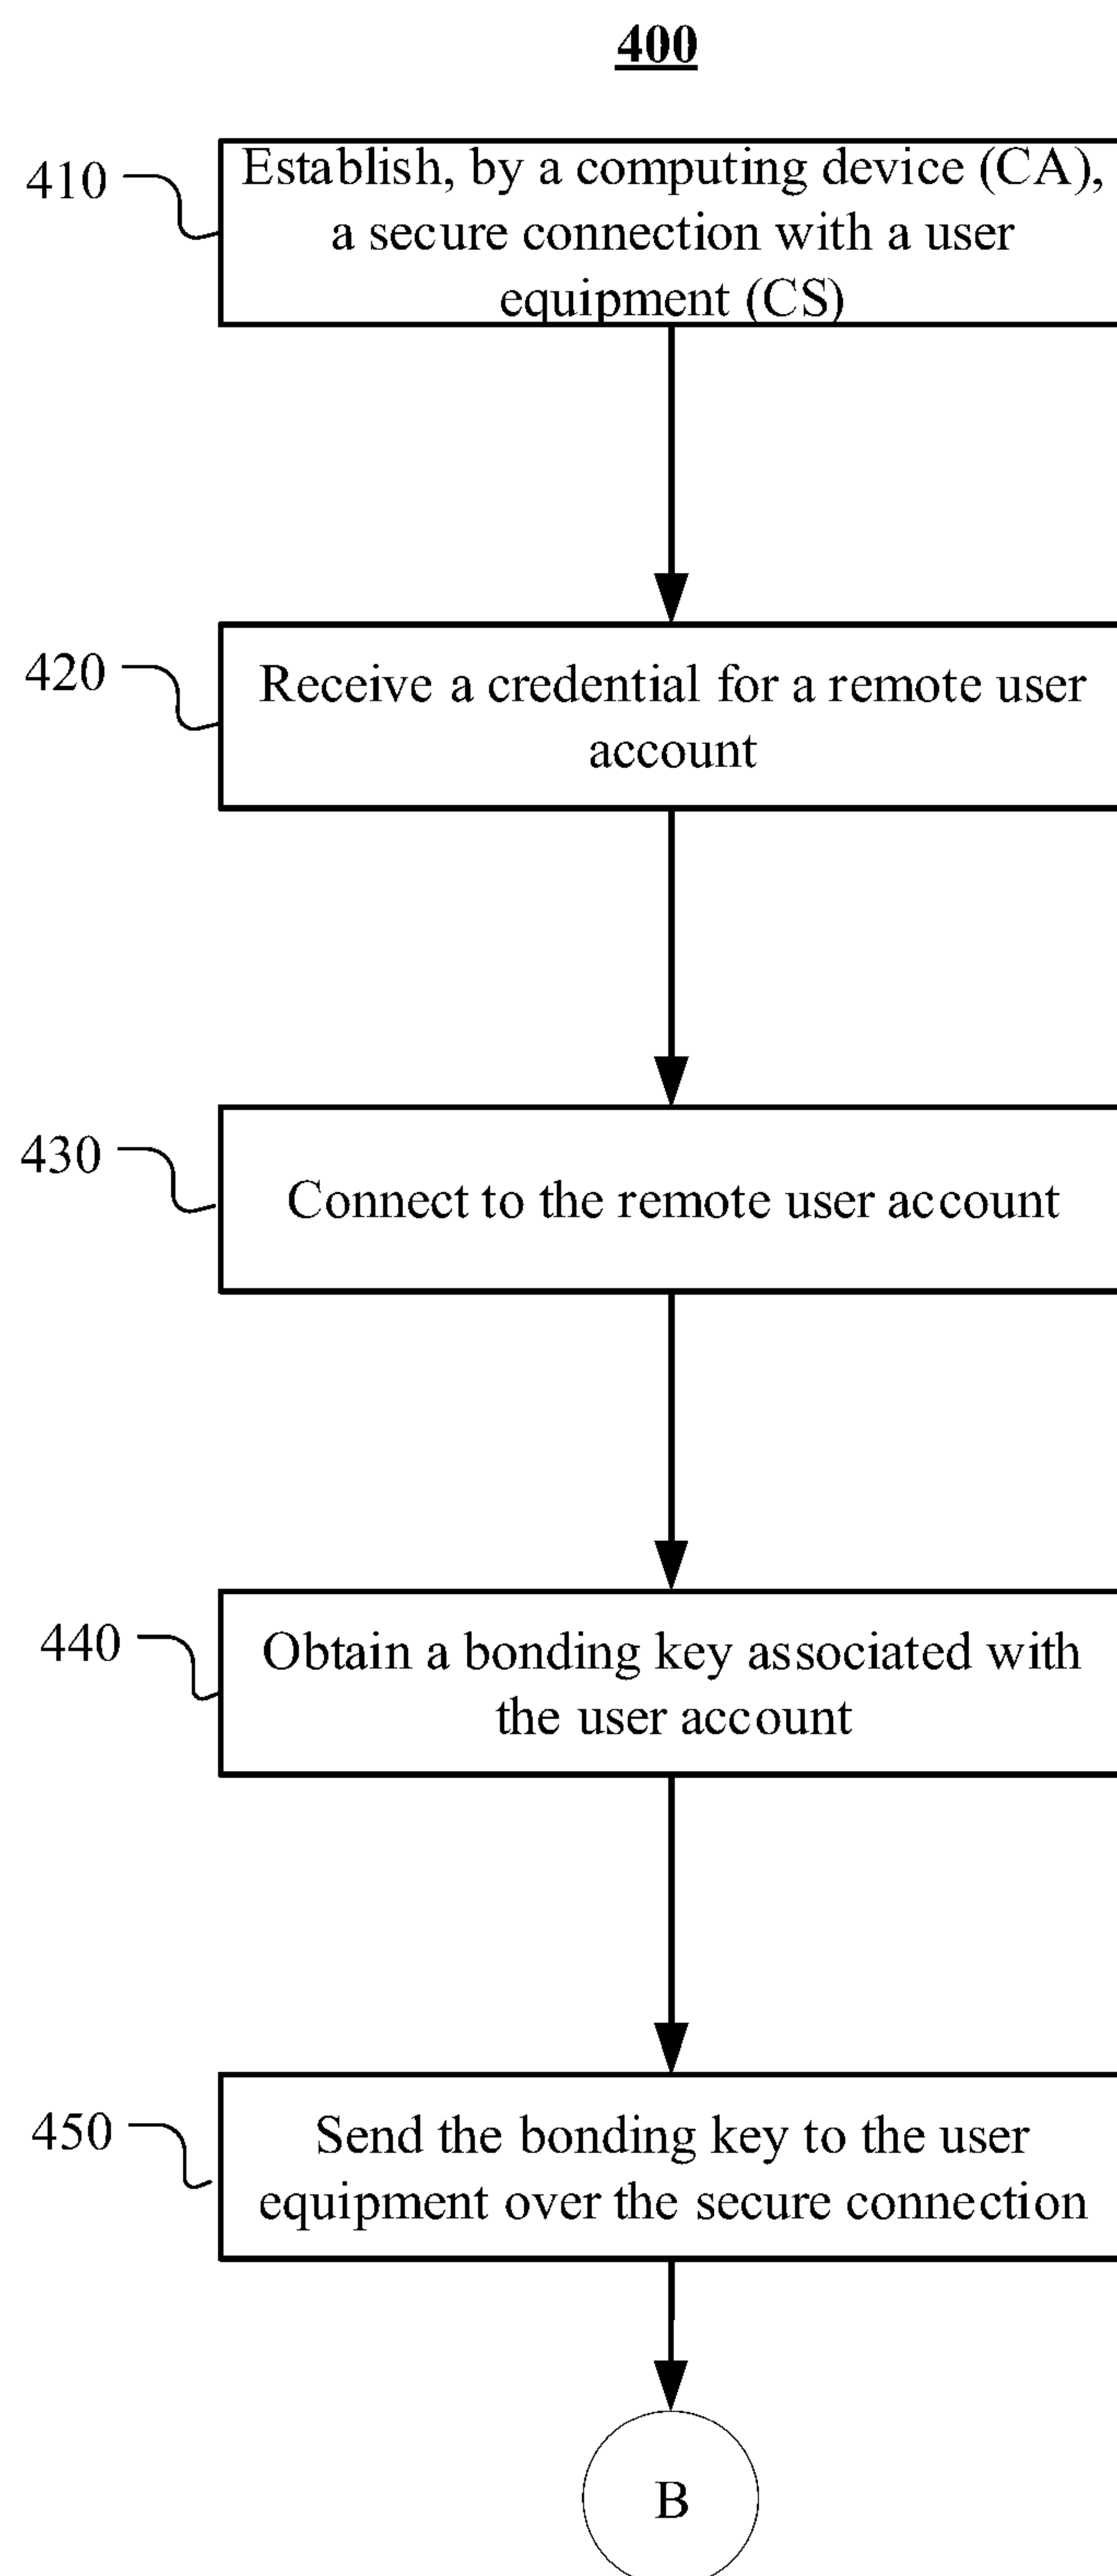 400
410
Establish, by a computing device (CA),
a secure connection with a user
equipment (CS)
420
Receive a credential for a remote user
account
430
Connect to the remote user account
440
Obtain a bonding key associated with
the user account
450
Send the bonding key to the user
equipment over the secure connection
B